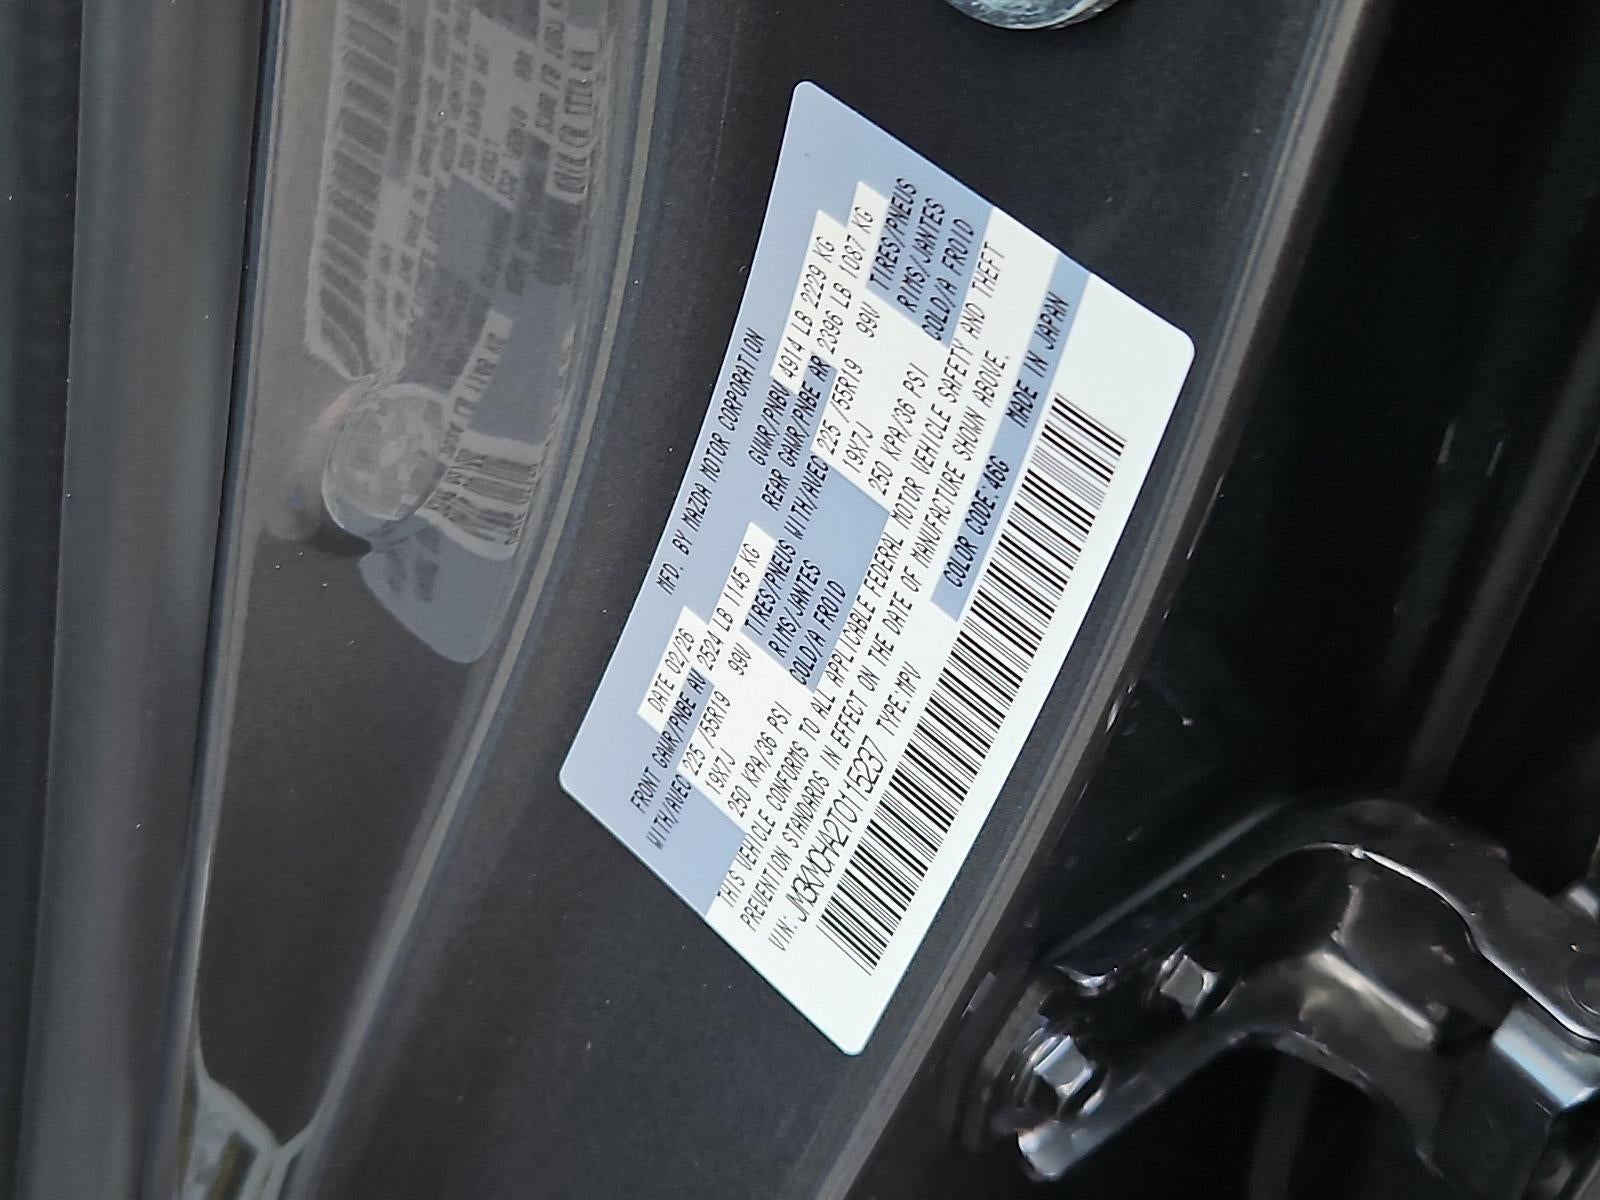 MFD. BY MAZDA MOTOR CORPORATION
DATE 02/26 GVWR/PNBV 4914 LB 2229 KG
FRONT GAWR/PNBE AV 2524 LB 1145 KG REAR GAWR/PNBE AR 2396 LB 1087 KG
WITH/AVEC 225 /55R19 99V TIRES/PNEUS WITH/AVEC 225 /55R19 99V TIRES/PNEUS
19X7J RIMS/JANTES 19X7J RIMS/JANTES
250 KPA/36 PSI COLD/A FROID 250 KPA/36 PSI COLD/A FROID
THIS VEHICLE CONFORMS TO ALL APPLICABLE FEDERAL MOTOR VEHICLE SAFETY AND THEFT
PREVENTION STANDARDS IN EFFECT ON THE DATE OF MANUFACTURE SHOWN ABOVE.
VIN: JM3KNCHA2T0115237 TYPE:MPV COLOR CODE:46G MADE IN JAPAN